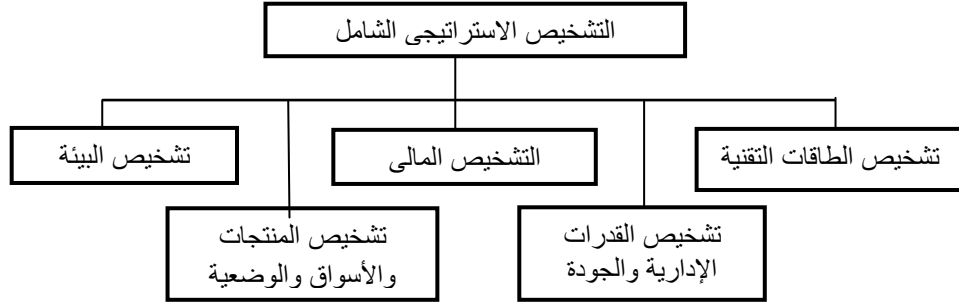 التشخيص الاستراتيجى الشامل
تشخيص الطاقات التقنية
التشخيص المالى
تشخيص البيئة
تشخيص القدرات
الإدارية والجودة
تشخيص المنتجات
والأسواق والوضعية